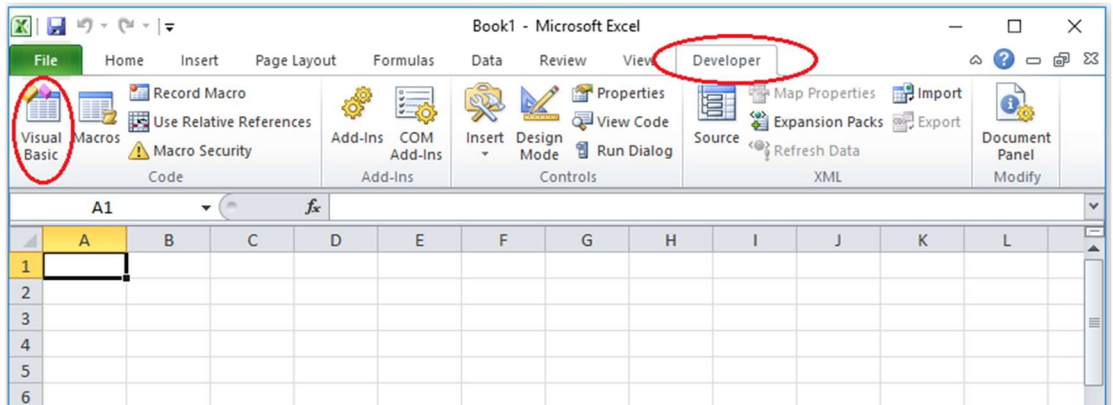 Book1 - Microsoft Excel
File Home Insert Page Layout Formulas Data Review View Developer
Visual Basic
Macros
Record Macro
Use Relative References
Macro Security
Code
Add-Ins
COM Add-Ins
Add-Ins
Insert
Design Mode
Properties
View Code
Run Dialog
Controls
Source
Map Properties
Expansion Packs
Refresh Data
Import
Export
XML
Document Panel
Modify
A1 fx
A B C D E F G H I J K L
1
2
3
4
5
6